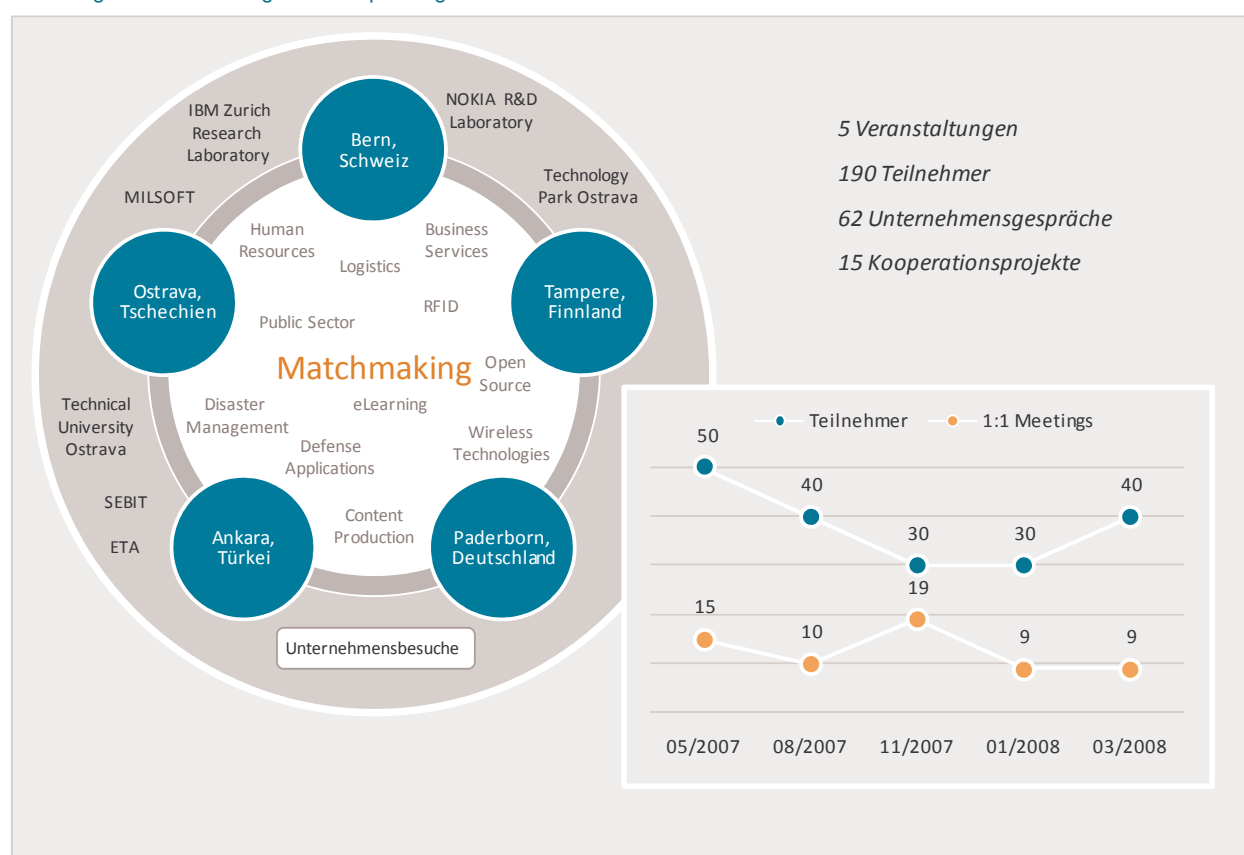 IBM Zurich
Research
Laboratory
NOKIA R&D
Laboratory
Bern,
Schweiz
MILSOFT
Technology
Park Ostrava
Human
Resources
Business
Services
Logistics
Ostrava,
Tschechien
Tampere,
Finnland
RFID
Public Sector
Matchmaking
Open
Source
Technical
University
Ostrava
Disaster
Management
eLearning
Wireless
Technologies
Defense
Applications
SEBIT
ETA
Content
Production
Ankara,
Türkei
Paderborn,
Deutschland
Unternehmensbesuche
5 Veranstaltungen
190 Teilnehmer
62 Unternehmensgespräche
15 Kooperationsprojekte
Teilnehmer 1:1 Meetings
50
40
30
30
40
15
10
19
9
9
05/2007 08/2007 11/2007 01/2008 03/2008